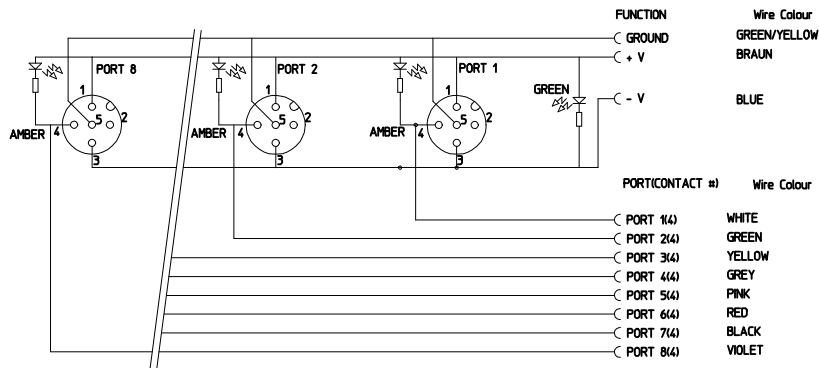 FUNCTION Wire Colour
GROUND GREEN/YELLOW
+ V BRAUN
- V BLUE
PORT 8 PORT 2 PORT 1
GREEN
1 2 3 4 5
1 2 3 4 5
1 2 3 4 5
AMBER AMBER AMBER
PORT(CONTACT #) Wire Colour
PORT 1(4) WHITE
PORT 2(4) GREEN
PORT 3(4) YELLOW
PORT 4(4) GREY
PORT 5(4) PINK
PORT 6(4) RED
PORT 7(4) BLACK
PORT 8(4) VIOLET